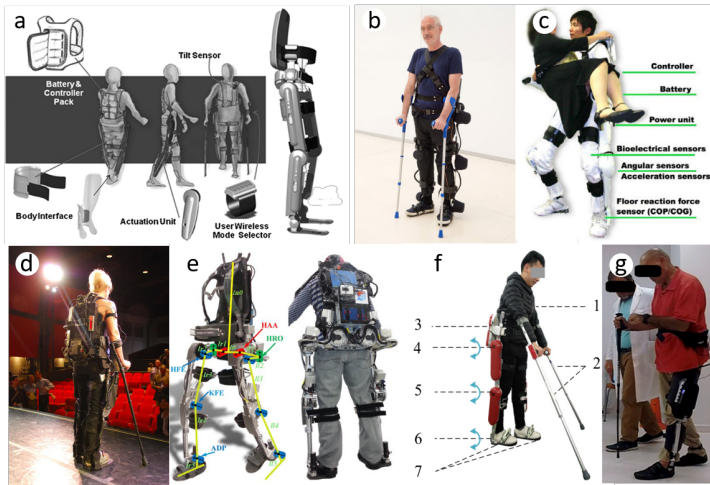 a
Battery &
Controller
Pack
Tilt Sensor
Body Interface
Actuation Unit
User Wireless
Mode Selector
b
c
Controller
Battery
Power unit
Bioelectrical sensors
Angular sensors
Acceleration sensors
Floor reaction force
sensor (COP/COG)
d
e
HAA
HRO
HFE
KFE
ADP
f
1
2
3
4
5
6
7
g